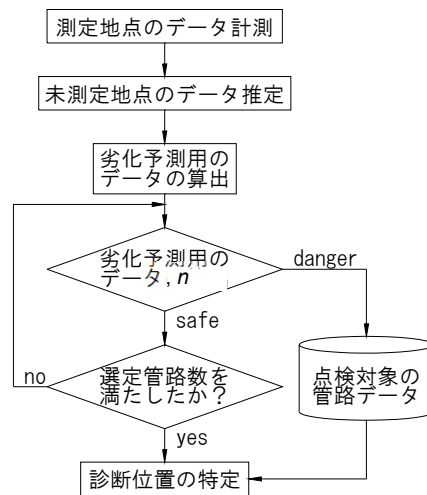 測定地点のデータ計測
未測定地点のデータ推定
劣化予測用の
データの算出
劣化予測用の
データ, n
danger
safe
選定管路数を
満たしたか?
no
点検対象の
管路データ
yes
診断位置の特定